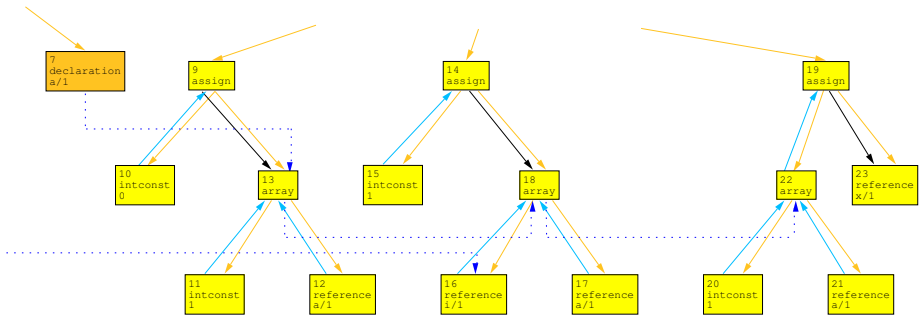 7
declaration
a/1
9
assign
14
assign
19
assign
10
intconst
0
13
array
15
intconst
1
18
array
22
array
23
reference
x/1
11
intconst
1
12
reference
a/1
16
reference
i/1
17
reference
a/1
20
intconst
1
21
reference
a/1